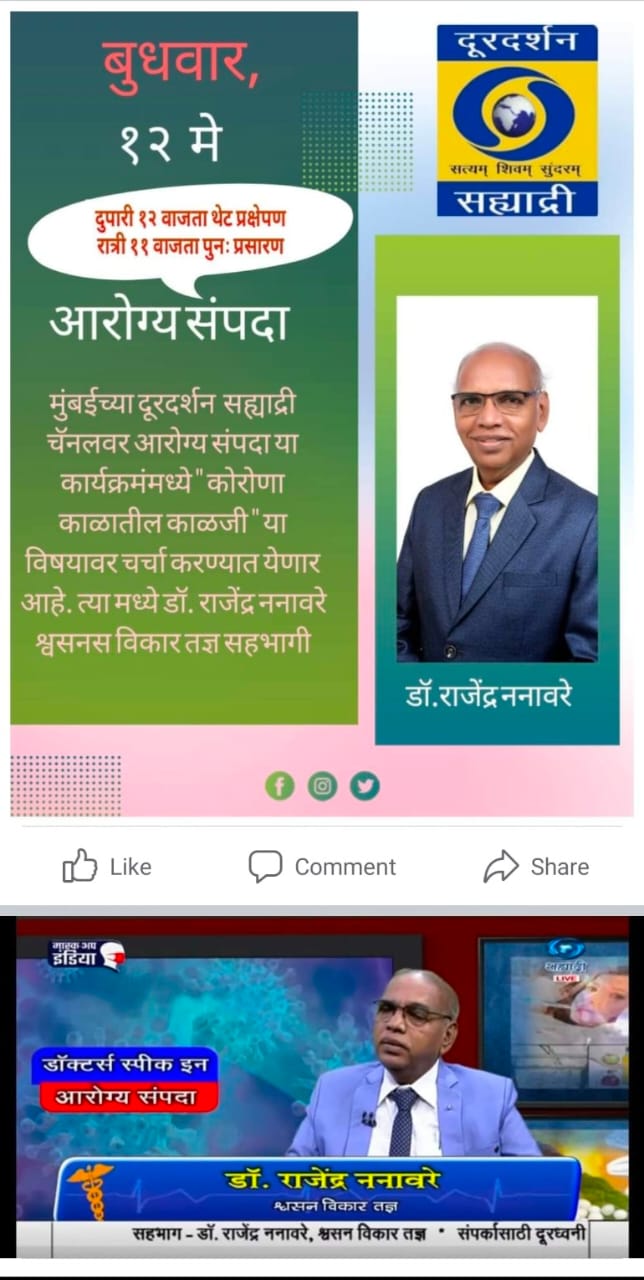 बुधवार,
१२ मे
दुपारी १२ वाजता थेट प्रक्षेपण
रात्री ११ वाजता पुनः प्रसारण
आरोग्य संपदा
मुंबईच्या दूरदर्शन सह्याद्री
चॅनलवर आरोग्य संपदा या
कार्यक्रमंमध्ये "कोरोणा
काळातील काळजी" या
विषयावर चर्चा करण्यात येणार
आहे. त्या मध्ये डॉ. राजेंद्र ननावरे
श्वसनस विकार तज्ञ सहभागी
दूरदर्शन
सत्यम् शिवम् सुंदरम्
सह्याद्री
डॉ.राजेंद्र ननावरे
Like
Comment
Share
मास्क अप
इंडिया
सह्याद्री
LIVE
डॉक्टर्स स्पीक इन
आरोग्य संपदा
डॉ. राजेंद्र ननावरे
श्वसन विकार तज्ञ
सहभाग - डॉ. राजेंद्र ननावरे, श्वसन विकार तज्ञ * संपर्कासाठी दूरध्वनी